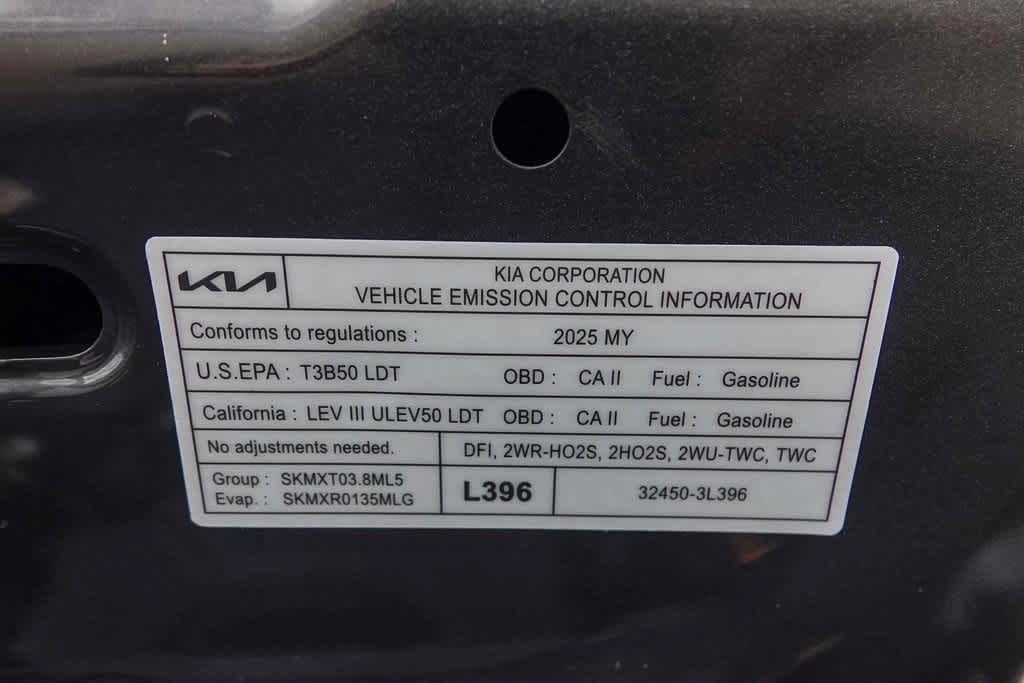 KIA
KIA CORPORATION
VEHICLE EMISSION CONTROL INFORMATION
Conforms to regulations : 2025 MY
U.S.EPA : T3B50 LDT OBD : CA II Fuel : Gasoline
California : LEV III ULEV50 LDT OBD : CA II Fuel : Gasoline
No adjustments needed. DFI, 2WR-HO2S, 2HO2S, 2WU-TWC, TWC
Group : SKMXT03.8ML5
Evap. : SKMXR0135MLG
L396
32450-3L396